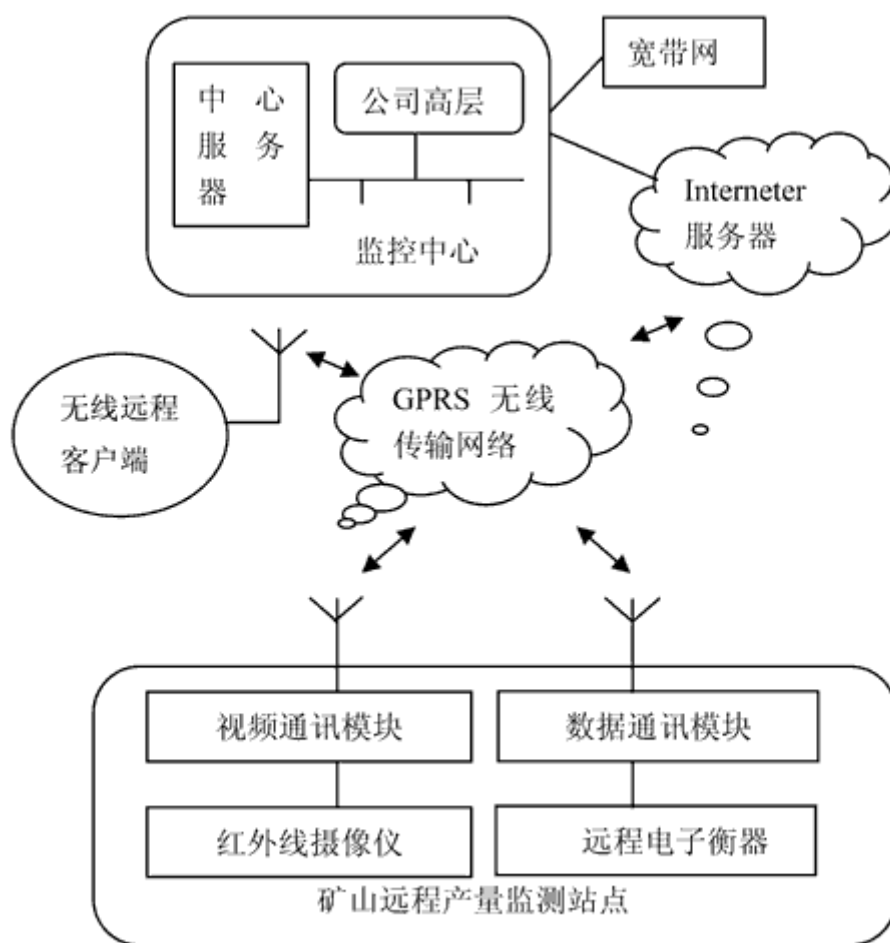 宽带网
中心
服务
器
公司高层
监控中心
Interneter
服务器
无线远程
客户端
GPRS 无线
传输网络
视频通讯模块
数据通讯模块
红外线摄像仪
远程电子衡器
矿山远程产量监测站点